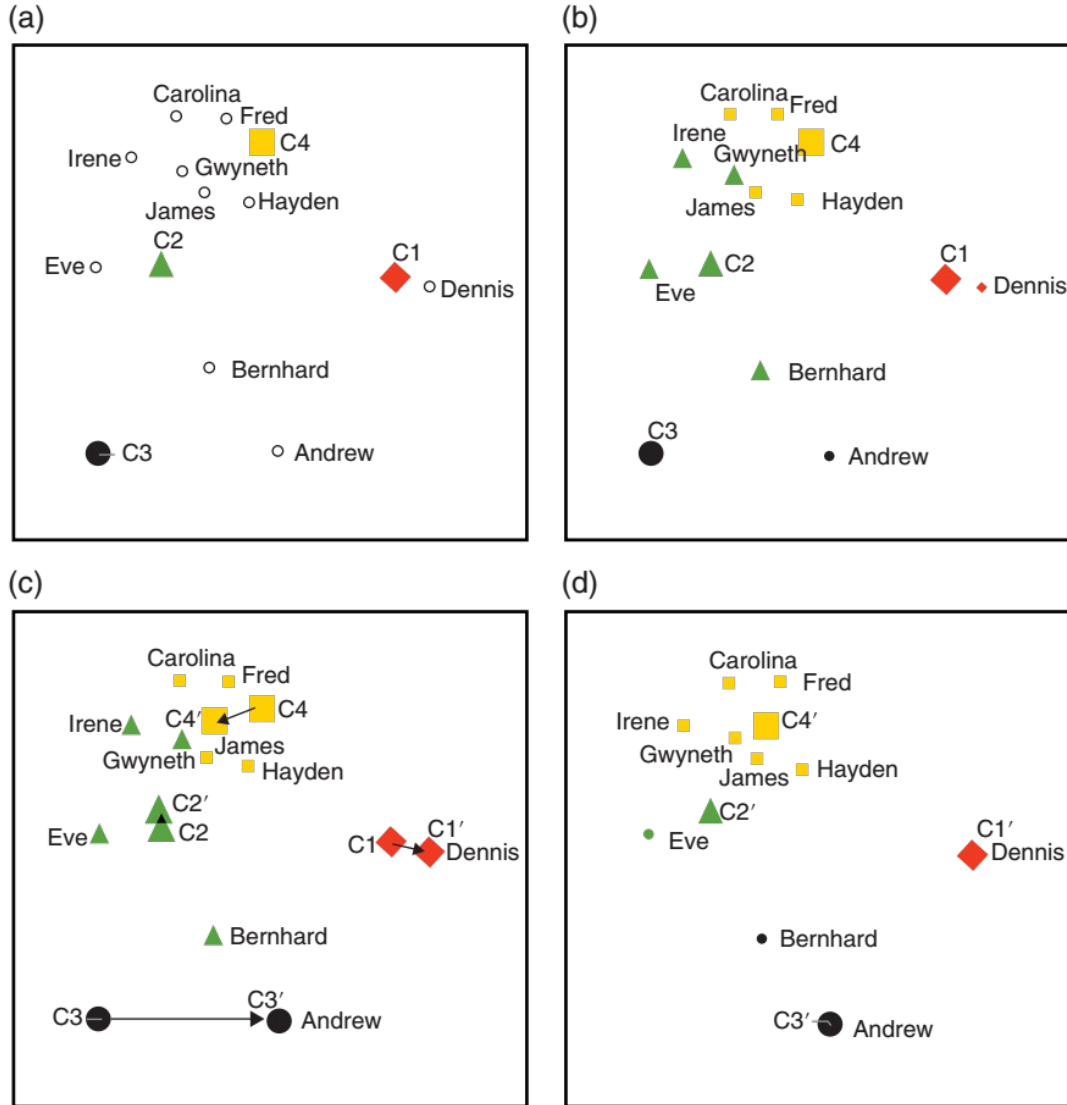 (a)
Carolina
Fred
C4
Irene
Gwyneth
James
Hayden
C2
Eve
C1
Dennis
Bernhard
C3
Andrew
(b)
Carolina
Fred
Irene
C4
Gwyneth
James
Hayden
C1
C2
Eve
Dennis
Bernhard
C3
Andrew
(c)
Carolina
Fred
C4
Irene
C4′
James
Gwyneth
Hayden
C2′
C2
Eve
C1
C1′
Dennis
Bernhard
C3
C3′
Andrew
(d)
Carolina
Fred
Irene
C4′
Gwyneth
James
Hayden
C2′
Eve
C1′
Dennis
Bernhard
C3′
Andrew